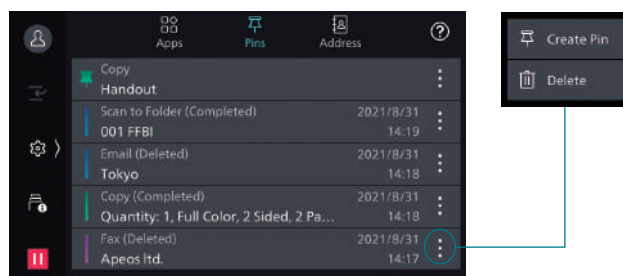 Apps
Pins
Address
Copy
Handout
Scan to Folder (Completed)
2021/8/31
001 FFBI
14:19
Email (Deleted)
2021/8/31
Tokyo
14:18
Copy (Completed)
2021/8/31
Quantity: 1, Full Color, 2 Sided, 2 Pa...
14:18
Fax (Deleted)
2021/8/31
Apeos ltd.
14:17
Create Pin
Delete